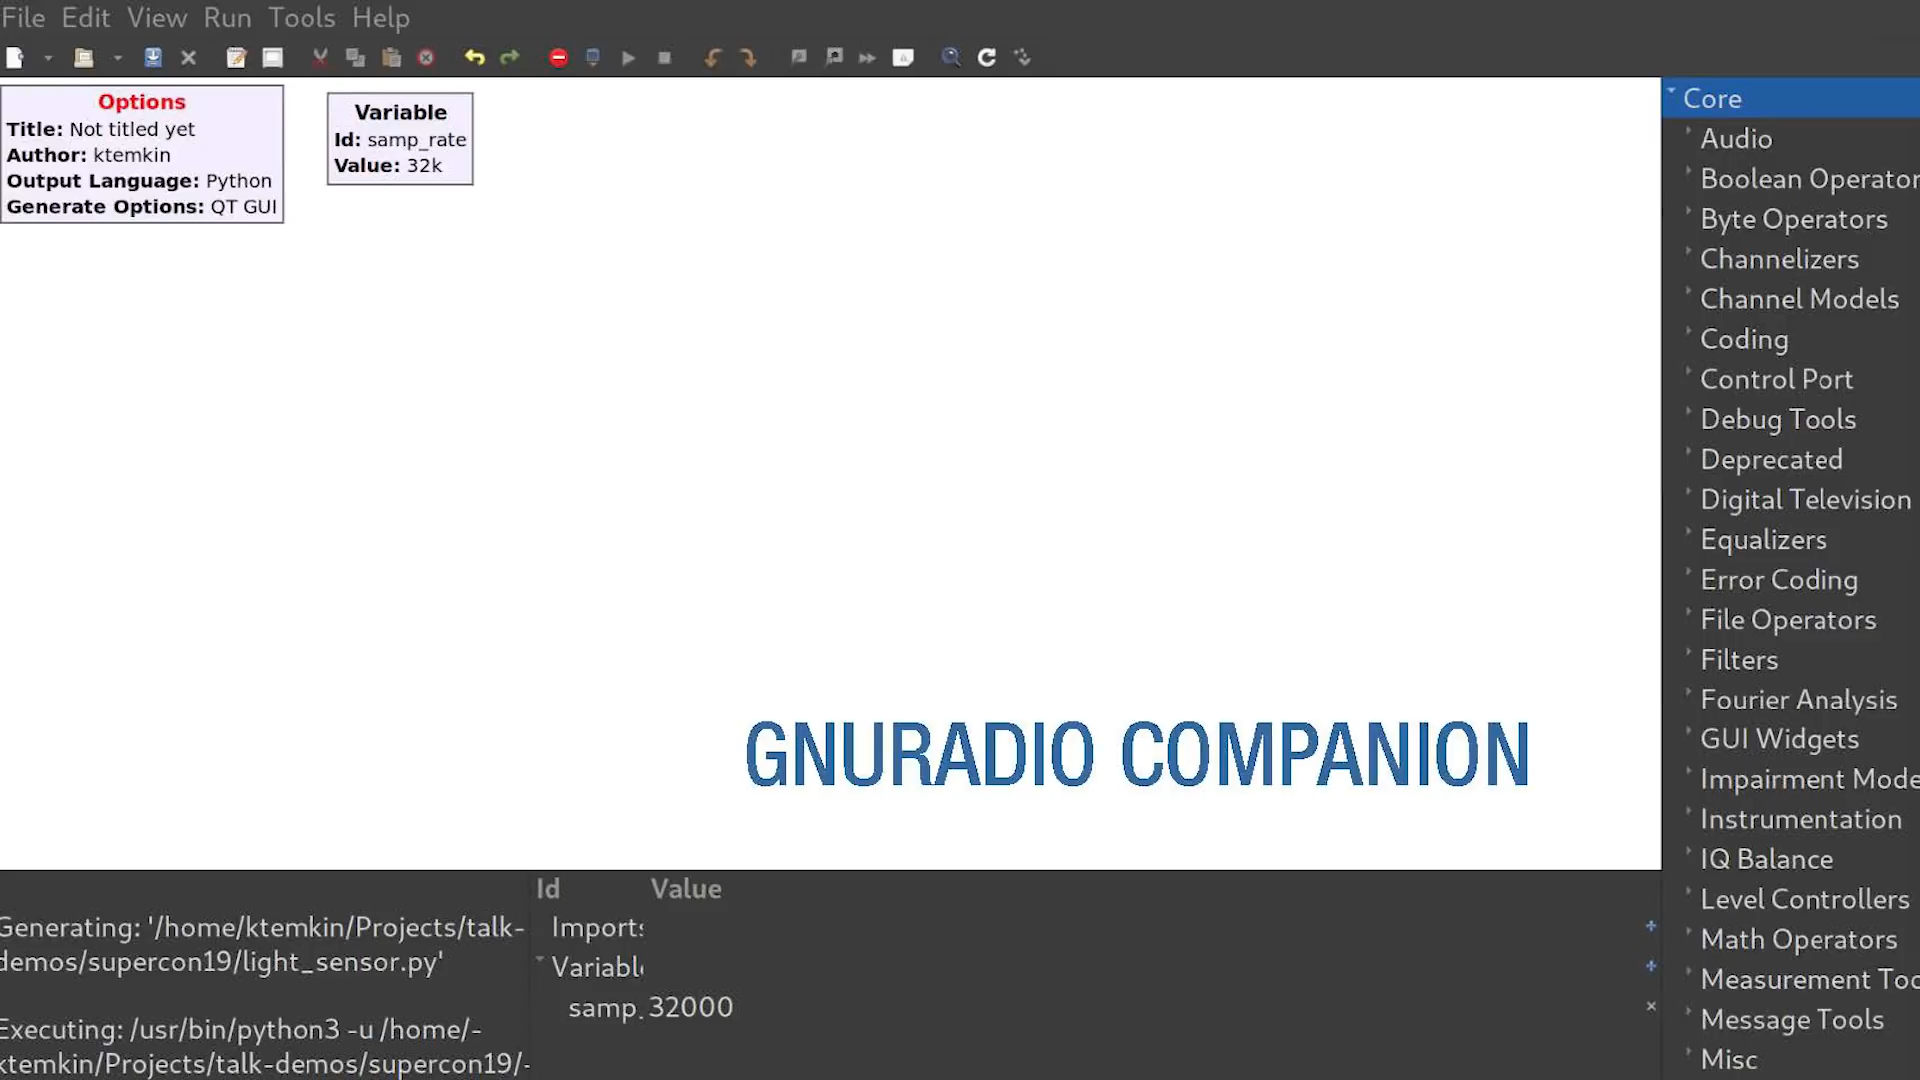 File Edit View Run Tools Help
Options
Title: Not titled yet
Author: ktemkin
Output Language: Python
Generate Options: QT GUI
Variable
Id: samp_rate
Value: 32k
GNURADIO COMPANION
Core
Audio
Boolean Operator
Byte Operators
Channelizers
Channel Models
Coding
Control Port
Debug Tools
Deprecated
Digital Television
Equalizers
Error Coding
File Operators
Filters
Fourier Analysis
GUI Widgets
Impairment Mode
Instrumentation
IQ Balance
Level Controllers
Math Operators
Measurement Too
Message Tools
Misc
Generating: '/home/ktemkin/Projects/talk-
demos/supercon19/light_sensor.py'
Executing: /usr/bin/python3 -u /home/-
ktemkin/Projects/talk-demos/supercon19/-
Id Value
Imports
Variabl
samp_ 32000